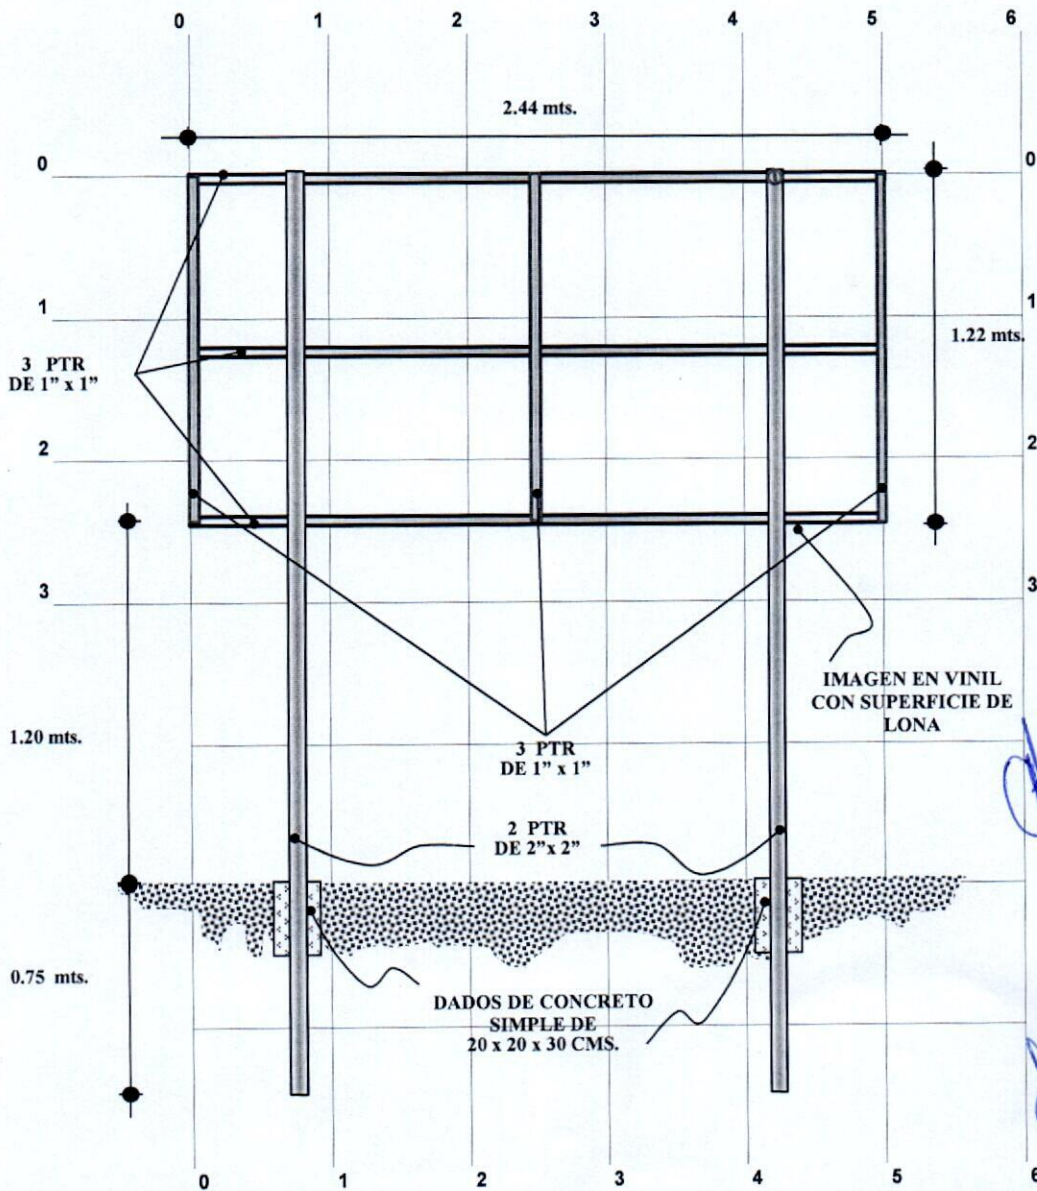 0 1 2 3 4 5 6
2.44 mts.
0 0
1 1
1.22 mts.
3 PTR
DE 1” x 1”
2 2
3 3
IMAGEN EN VINIL
CON SUPERFICIE DE
LONA
1.20 mts.
3 PTR
DE 1” x 1”
2 PTR
DE 2”x 2”
0.75 mts.
DADOS DE CONCRETO
SIMPLE DE
20 x 20 x 30 CMS.
0 1 2 3 4 5 6